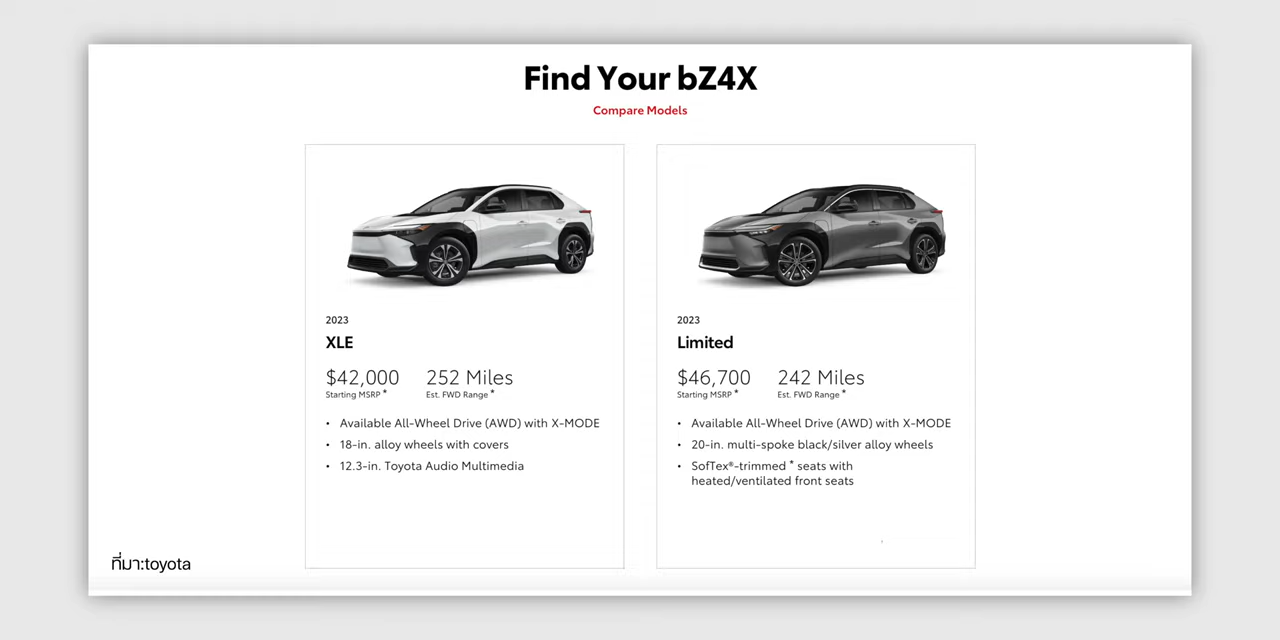 Find Your bZ4X
Compare Models
2023
XLE
$42,000 252 Miles
Starting MSRP * Est. FWD Range *
• Available All-Wheel Drive (AWD) with X-MODE
• 18-in. alloy wheels with covers
• 12.3-in. Toyota Audio Multimedia
2023
Limited
$46,700 242 Miles
Starting MSRP * Est. FWD Range *
• Available All-Wheel Drive (AWD) with X-MODE
• 20-in. multi-spoke black/silver alloy wheels
• SofTex®-trimmed * seats with
heated/ventilated front seats
ที่มา:toyota